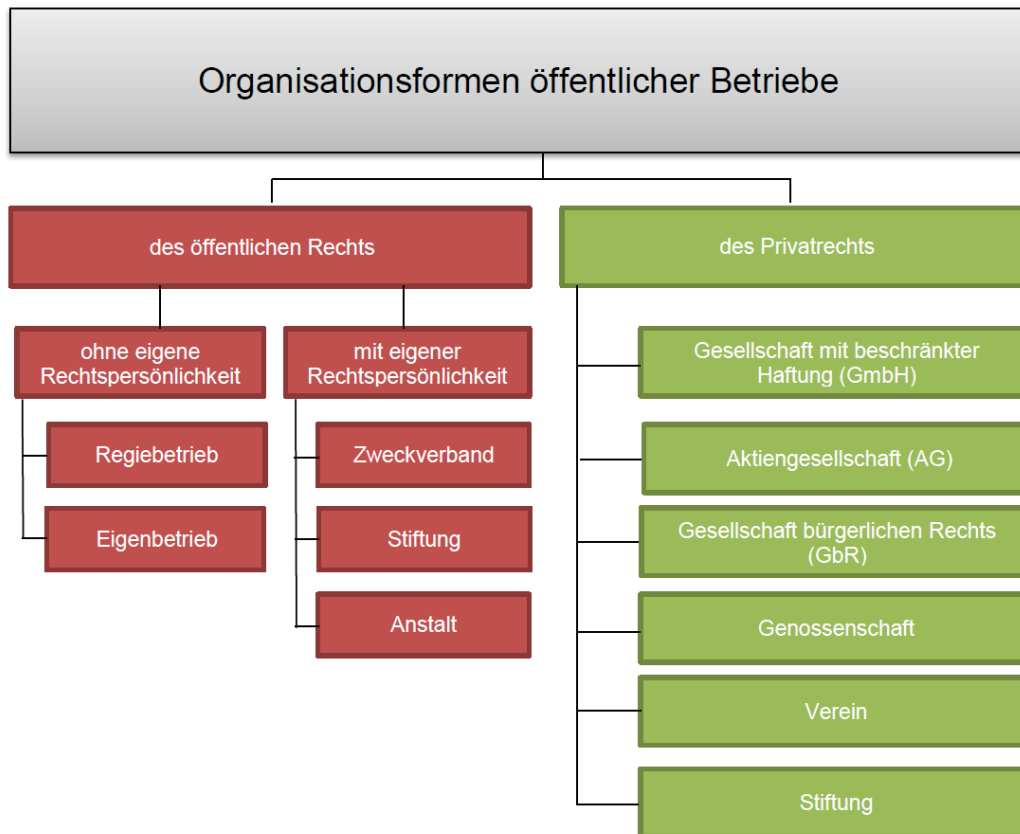 Organisationsformen öffentlicher Betriebe
des öffentlichen Rechts
des Privatrechts
ohne eigene
Rechtspersönlichkeit
mit eigener
Rechtspersönlichkeit
Regiebetrieb
Eigenbetrieb
Zweckverband
Stiftung
Anstalt
Gesellschaft mit beschränkter
Haftung (GmbH)
Aktiengesellschaft (AG)
Gesellschaft bürgerlichen Rechts
(GbR)
Genossenschaft
Verein
Stiftung